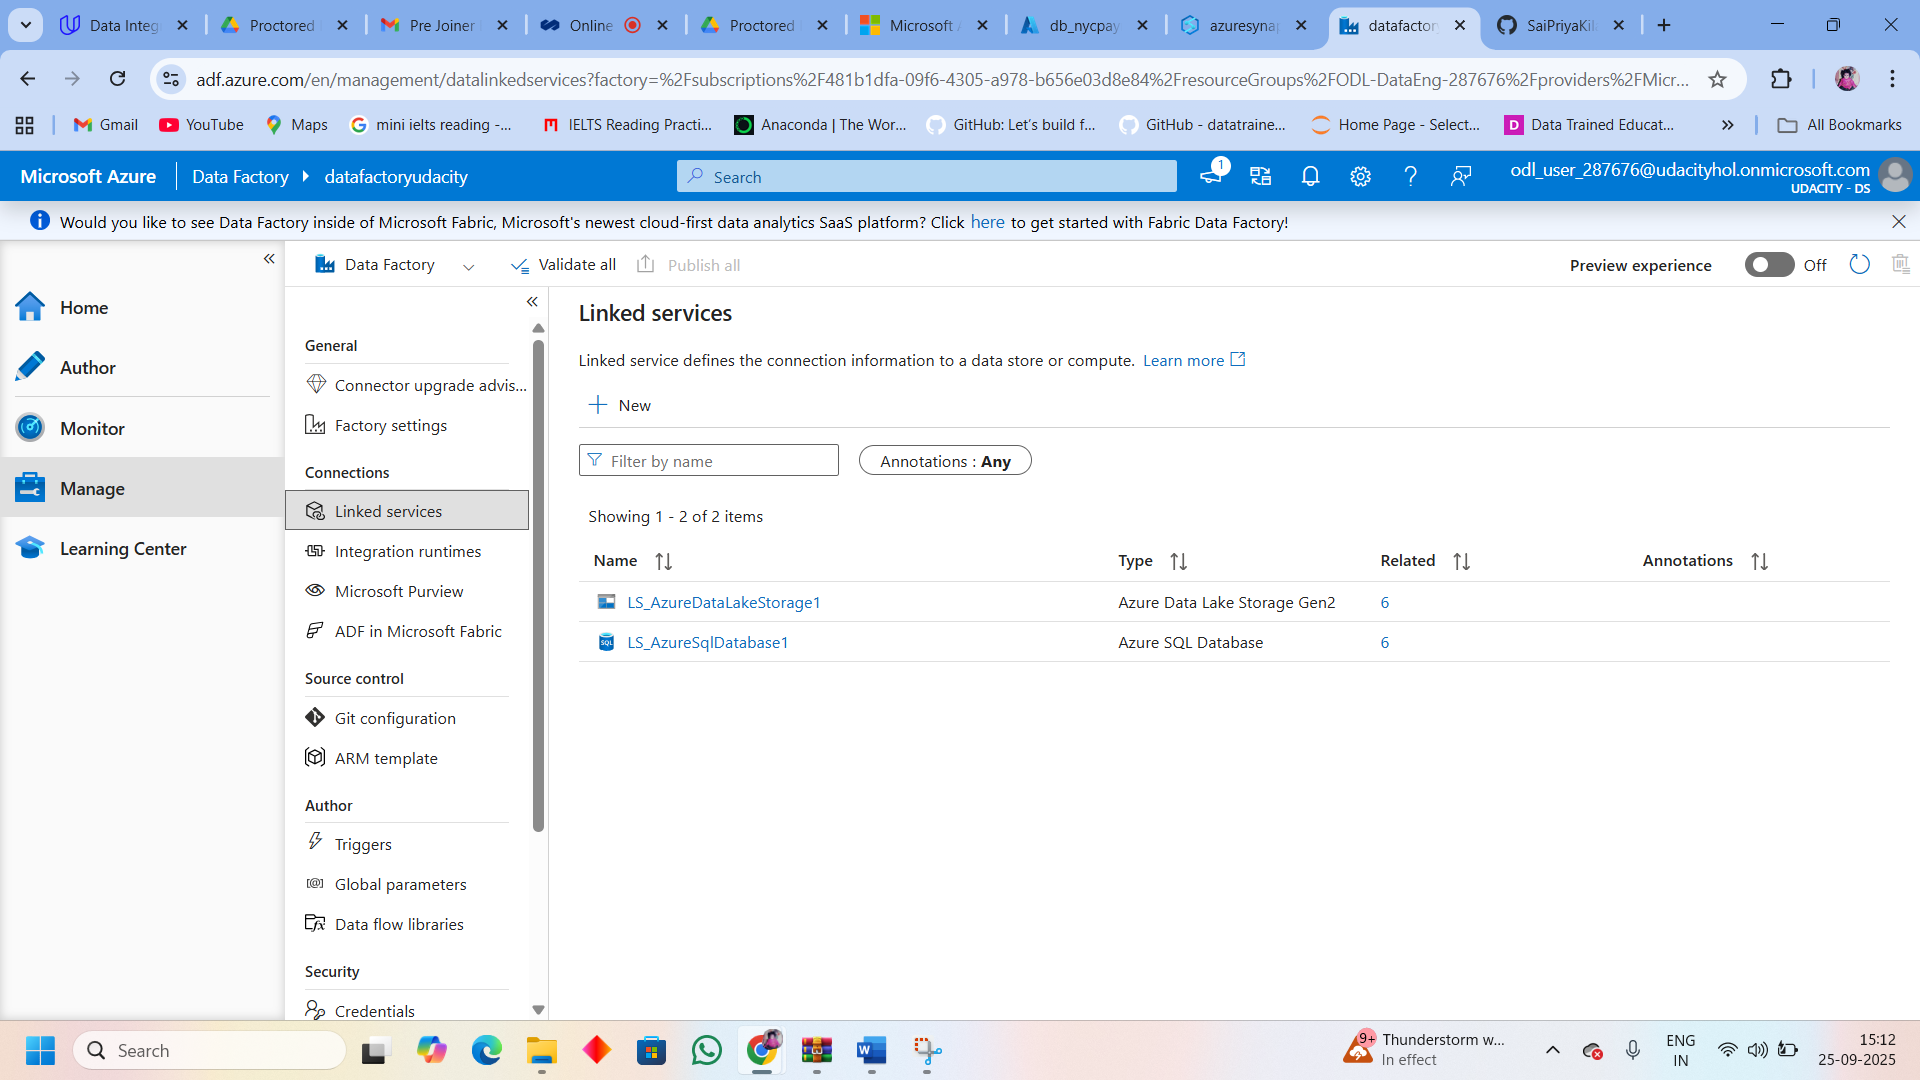 Data Integ
Proctored
Pre Joiner
Online
Proctored
Microsoft A
db_nycpay
azuresynap
datafactory
SaiPriyaKila
adf.azure.com/en/management/datalinkedservices?factory=%2Fsubscriptions%2F481b1dfa-09f6-4305-a978-b656e03d8e84%2FresourceGroups%2FODL-DataEng-287676%2Fproviders%2FMicr...
Gmail
YouTube
Maps
mini ielts reading -...
IELTS Reading Practi...
Anaconda | The Wor...
GitHub: Let's build f...
GitHub - datatraine...
Home Page - Select...
Data Trained Educat...
All Bookmarks
Microsoft Azure
Data Factory
datafactoryudacity
Search
1
odl_user_287676@udacityhol.onmicrosoft.com
UDACITY - DS
Would you like to see Data Factory inside of Microsoft Fabric, Microsoft's newest cloud-first data analytics SaaS platform? Click here to get started with Fabric Data Factory!
Data Factory
Validate all
Publish all
Preview experience
Off
Home
Author
Monitor
Manage
Learning Center
General
Connector upgrade advis...
Factory settings
Connections
Linked services
Integration runtimes
Microsoft Purview
ADF in Microsoft Fabric
Source control
Git configuration
ARM template
Author
Triggers
Global parameters
Data flow libraries
Security
Credentials
Linked services
Linked service defines the connection information to a data store or compute. Learn more
New
Filter by name
Annotations : Any
Showing 1 - 2 of 2 items
Name Type Related Annotations
LS_AzureDataLakeStorage1 Azure Data Lake Storage Gen2 6
LS_AzureSqlDatabase1 Azure SQL Database 6
Search
9+
Thunderstorm w...
In effect
ENG
IN
15:12
25-09-2025